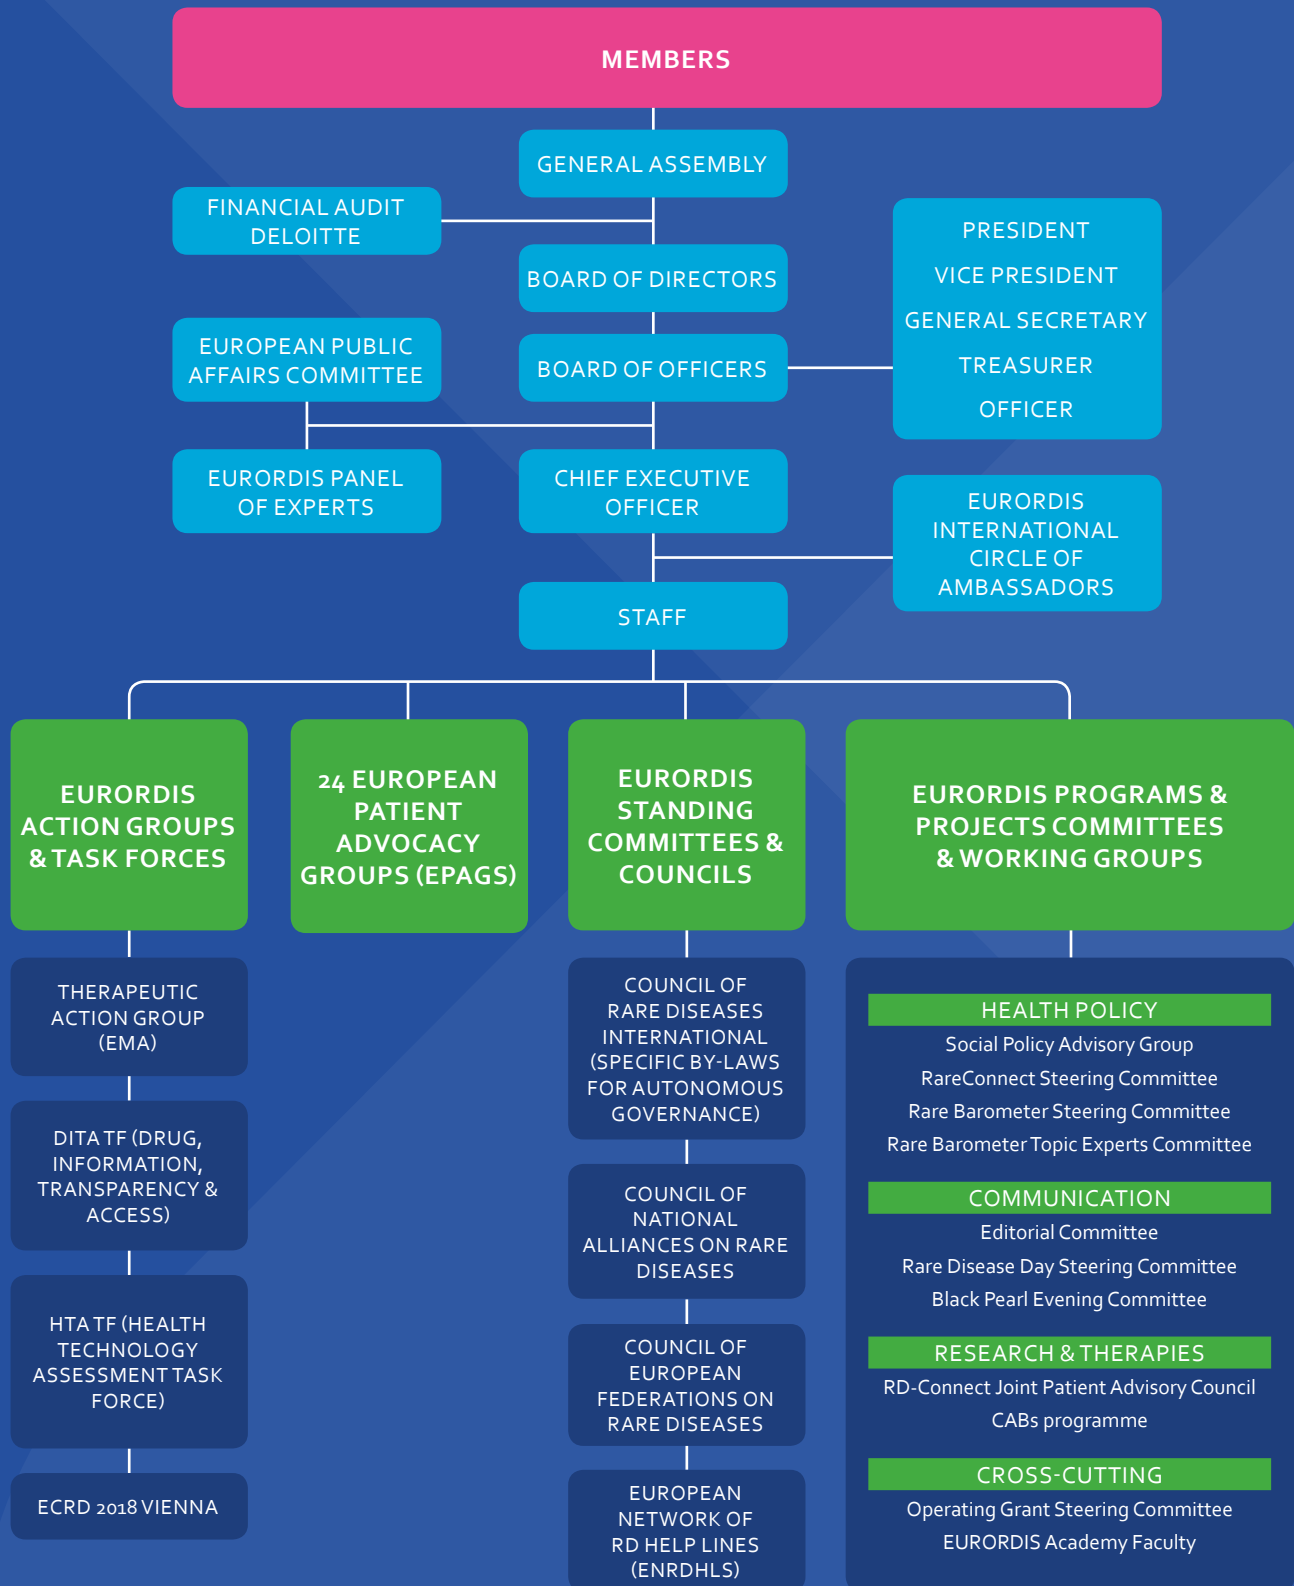 MEMBERS
GENERAL ASSEMBLY
FINANCIAL AUDIT
DELOITTE
BOARD OF DIRECTORS
PRESIDENT
VICE PRESIDENT
GENERAL SECRETARY
TREASURER
OFFICER
EUROPEAN PUBLIC
AFFAIRS COMMITTEE
BOARD OF OFFICERS
EURORDIS PANEL
OF EXPERTS
CHIEF EXECUTIVE
OFFICER
EURORDIS
INTERNATIONAL
CIRCLE OF
AMBASSADORS
STAFF
EURORDIS
ACTION GROUPS
& TASK FORCES
THERAPEUTIC
ACTION GROUP
(EMA)
DITA TF (DRUG,
INFORMATION,
TRANSPARENCY &
ACCESS)
HTA TF (HEALTH
TECHNOLOGY
ASSESSMENT TASK
FORCE)
ECRD 2018 VIENNA
24 EUROPEAN
PATIENT
ADVOCACY
GROUPS (EPAGS)
EURORDIS
STANDING
COMMITTEES &
COUNCILS
COUNCIL OF
RARE DISEASES
INTERNATIONAL
(SPECIFIC BY-LAWS
FOR AUTONOMOUS
GOVERNANCE)
COUNCIL OF
NATIONAL
ALLIANCES ON RARE
DISEASES
COUNCIL OF
EUROPEAN
FEDERATIONS ON
RARE DISEASES
EUROPEAN
NETWORK OF
RD HELP LINES
(ENRDHLS)
EURORDIS PROGRAMS &
PROJECTS COMMITTEES
& WORKING GROUPS
HEALTH POLICY
Social Policy Advisory Group
RareConnect Steering Committee
Rare Barometer Steering Committee
Rare Barometer Topic Experts Committee
COMMUNICATION
Editorial Committee
Rare Disease Day Steering Committee
Black Pearl Evening Committee
RESEARCH & THERAPIES
RD-Connect Joint Patient Advisory Council
CABs programme
CROSS-CUTTING
Operating Grant Steering Committee
EURORDIS Academy Faculty